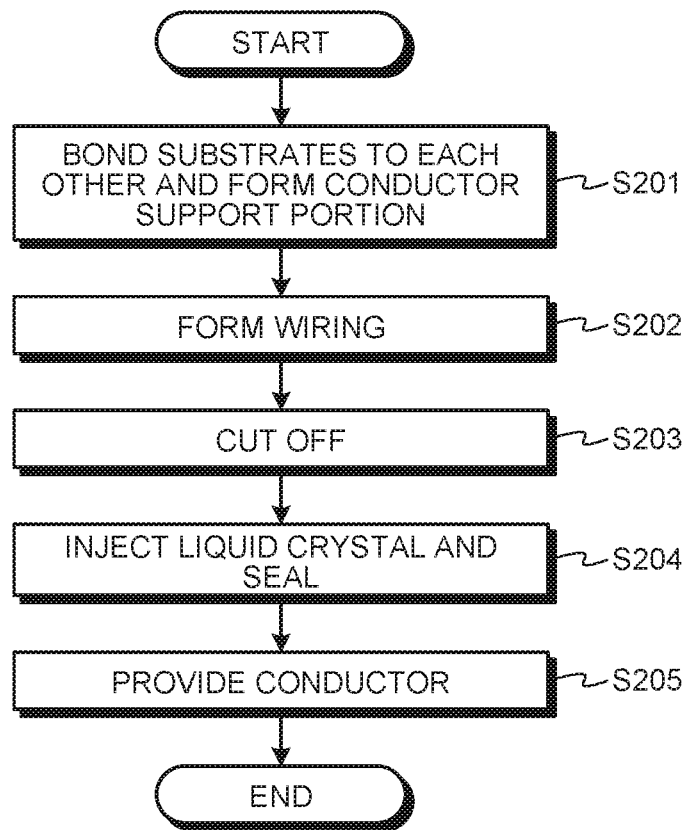 START
BOND SUBSTRATES TO EACH
OTHER AND FORM CONDUCTOR
SUPPORT PORTION
S201
FORM WIRING
S202
CUT OFF
S203
INJECT LIQUID CRYSTAL AND
SEAL
S204
PROVIDE CONDUCTOR
S205
END